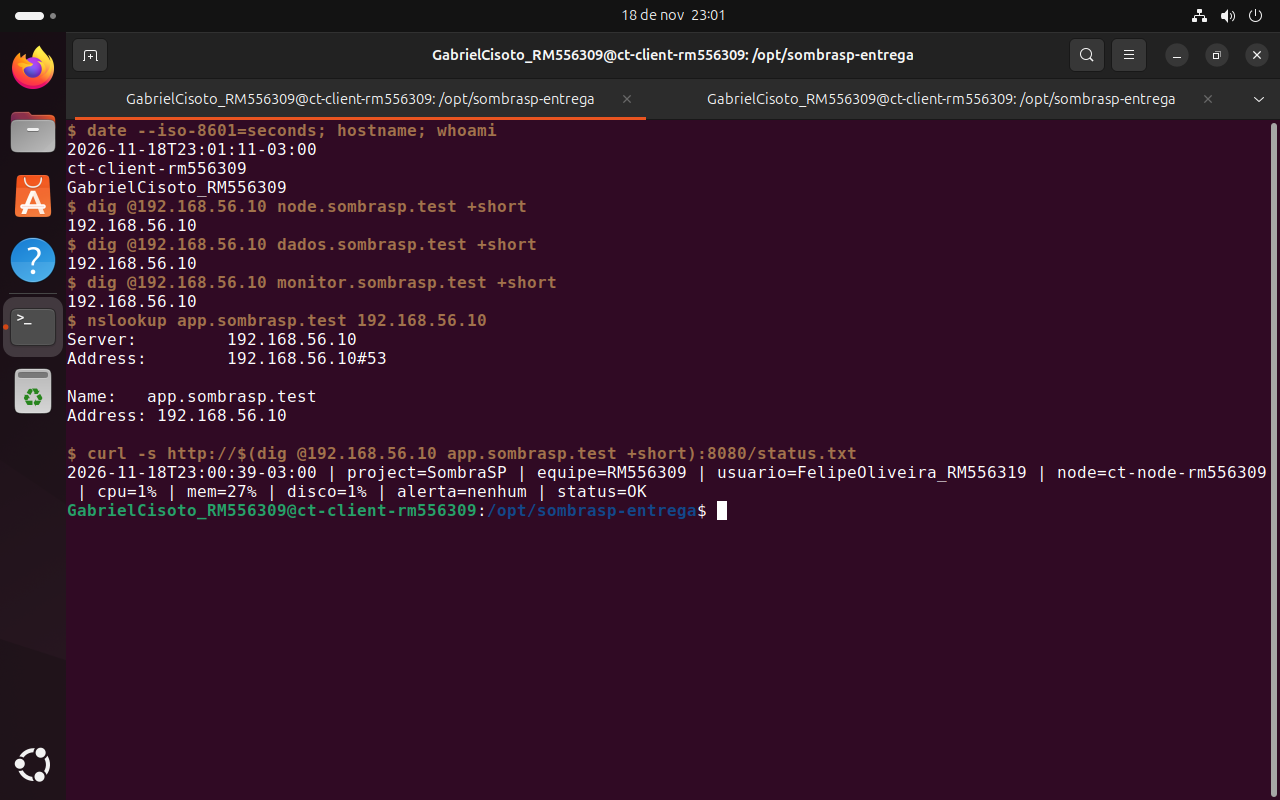 18 de nov  23:01
GabrielCisoto_RM556309@ct-client-rm556309: /opt/sombrasp-entrega
GabrielCisoto_RM556309@ct-client-rm556309: /opt/sombrasp-entrega
GabrielCisoto_RM556309@ct-client-rm556309: /opt/sombrasp-entrega
$ date --iso-8601=seconds; hostname; whoami
2026-11-18T23:01:11-03:00
ct-client-rm556309
GabrielCisoto_RM556309
$ dig @192.168.56.10 node.sombrasp.test +short
192.168.56.10
$ dig @192.168.56.10 dados.sombrasp.test +short
192.168.56.10
$ dig @192.168.56.10 monitor.sombrasp.test +short
192.168.56.10
$ nslookup app.sombrasp.test 192.168.56.10
Server:         192.168.56.10
Address:        192.168.56.10#53

Name:   app.sombrasp.test
Address: 192.168.56.10

$ curl -s http://$(dig @192.168.56.10 app.sombrasp.test +short):8080/status.txt
2026-11-18T23:00:39-03:00 | project=SombraSP | equipe=RM556309 | usuario=FelipeOliveira_RM556319 | node=ct-node-rm556309
 | cpu=1% | mem=27% | disco=1% | alerta=nenhum | status=OK
GabrielCisoto_RM556309@ct-client-rm556309:/opt/sombrasp-entrega$